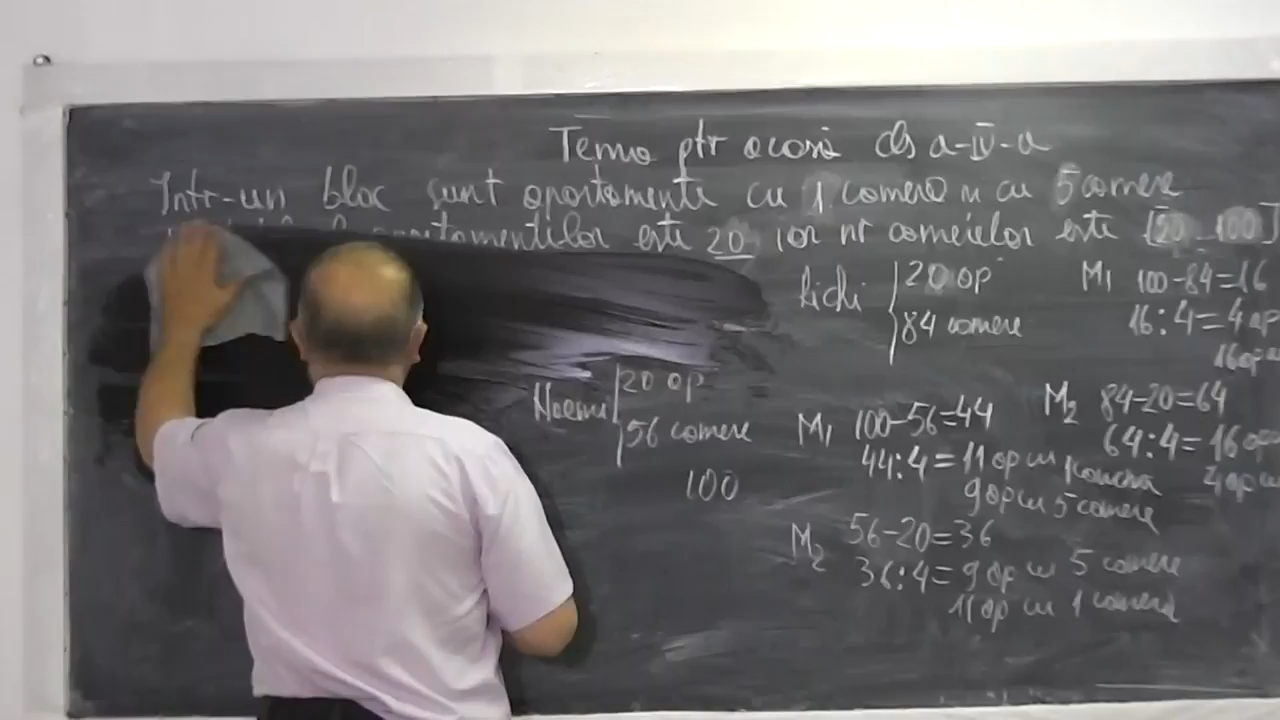 Tema ptr acasă cls a-IV-a
Într-un bloc sunt apartamente cu 1 cameră și cu 5 camere
apartamentelor este 20 iar nr camerelor este [20 100]
Richi 20 ap
84 camere
M1 100-84=16
16:4=4 ap
16 ap
Noemi 20 ap
56 camere
100
M1 100-56=44
44:4=11 ap cu 1 cameră
9 ap cu 5 camere
M2 84-20=64
64:4=16 ap
4 ap cu
M2 56-20=36
36:4=9 ap cu 5 camere
11 ap cu 1 cameră